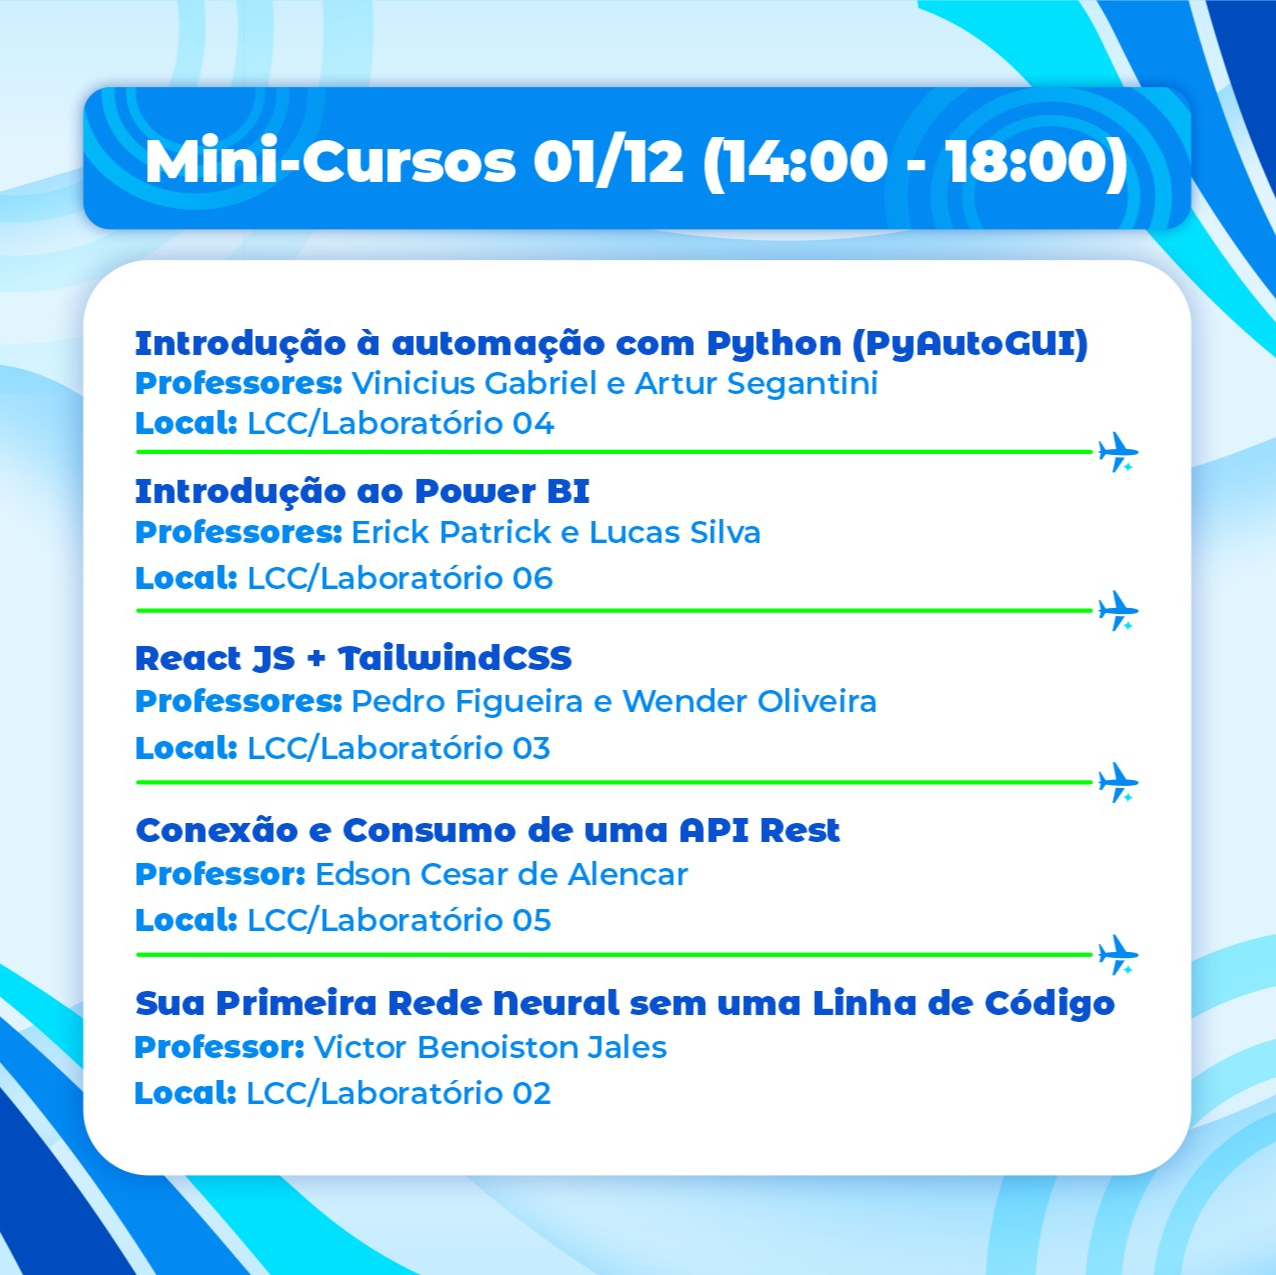 Mini-Cursos 01/12 (14:00 - 18:00)
Introdução à automação com Python (PyAutoGUI)
Professores: Vinicius Gabriel e Artur Segantini
Local: LCC/Laboratório 04
Introdução ao Power BI
Professores: Erick Patrick e Lucas Silva
Local: LCC/Laboratório 06
React JS + TailwindCSS
Professores: Pedro Figueira e Wender Oliveira
Local: LCC/Laboratório 03
Conexão e Consumo de uma API Rest
Professor: Edson Cesar de Alencar
Local: LCC/Laboratório 05
Sua Primeira Rede Neural sem uma Linha de Código
Professor: Victor Benoiston Jales
Local: LCC/Laboratório 02